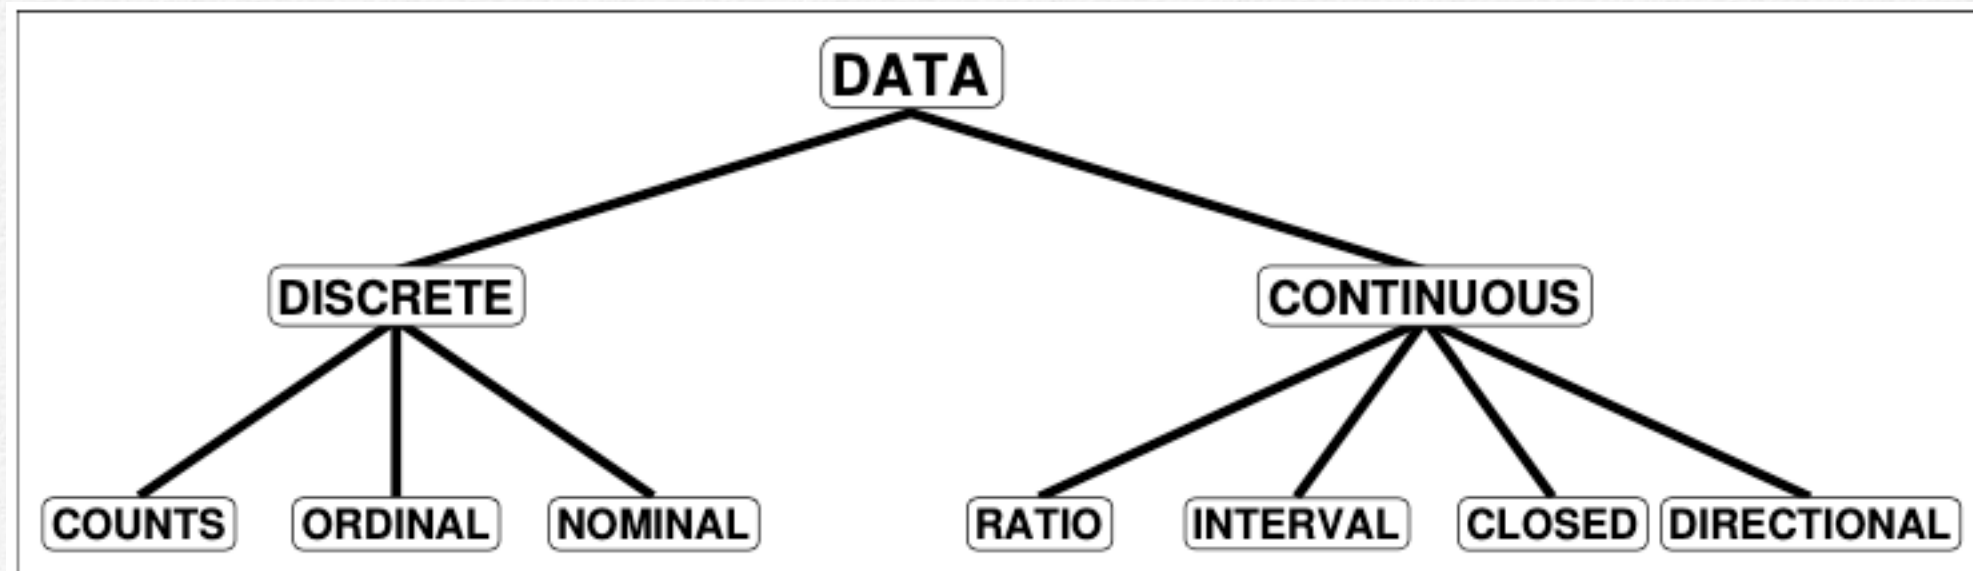 DATA
DISCRETE CONTINUOUS
COUNTS ORDINAL NOMINAL RATIO INTERVAL CLOSED DIRECTIONAL